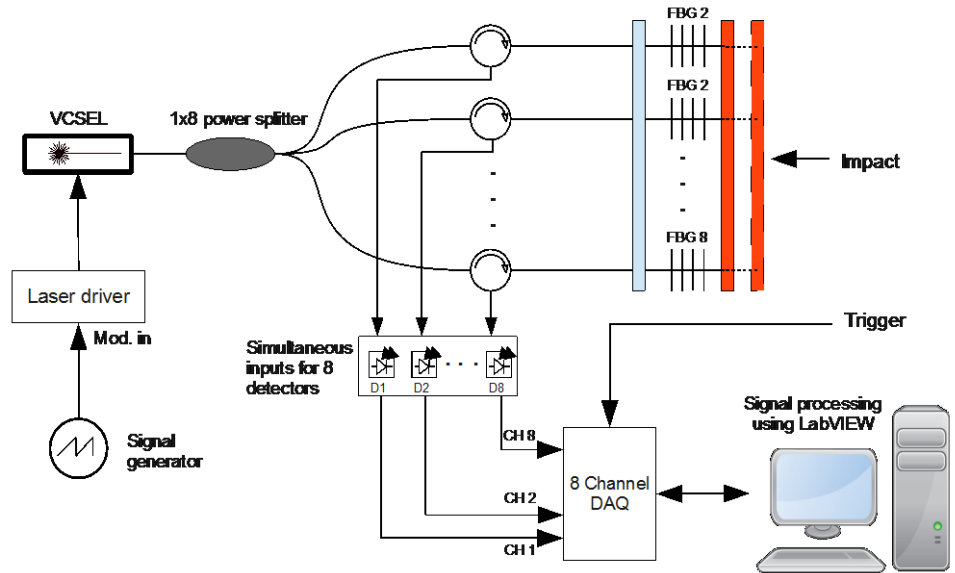 FBG 2
1x8 power splitter
VCSEL
FBG 2
Impact
FBG 8
Laser driver
Mod. in
Trigger
Simultaneous
inputs for 8
detectors
D1 D2 D8
Signal processing
using LabVIEW
Signal
generator
CH 8
8 Channel
DAQ
CH 2
CH 1